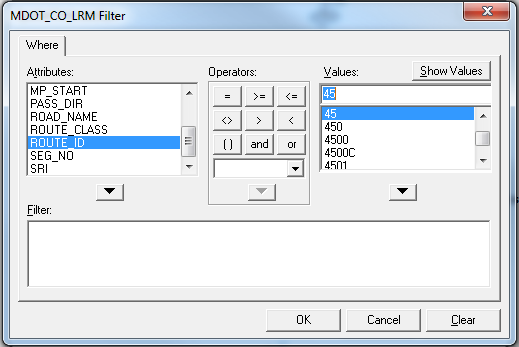 MDOT_CO_LRM Filter
Where
Attributes: Operators: Values: Show Values
MP_START
PASS_DIR
ROAD_NAME
ROUTE_CLASS
ROUTE_ID
SEG_NO
SRI
= >= <=
<> > <
( ) and or
45
45
450
4500
4500C
4501
Filter:
OK Cancel Clear